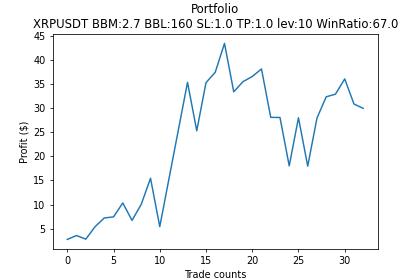 Portfolio
XRPUSDT BBM:2.7 BBL:160 SL:1.0 TP:1.0 lev:10 WinRatio:67.0
45
40
35
30
25
20
15
10
5
Profit ($)
0 5 10 15 20 25 30
Trade counts